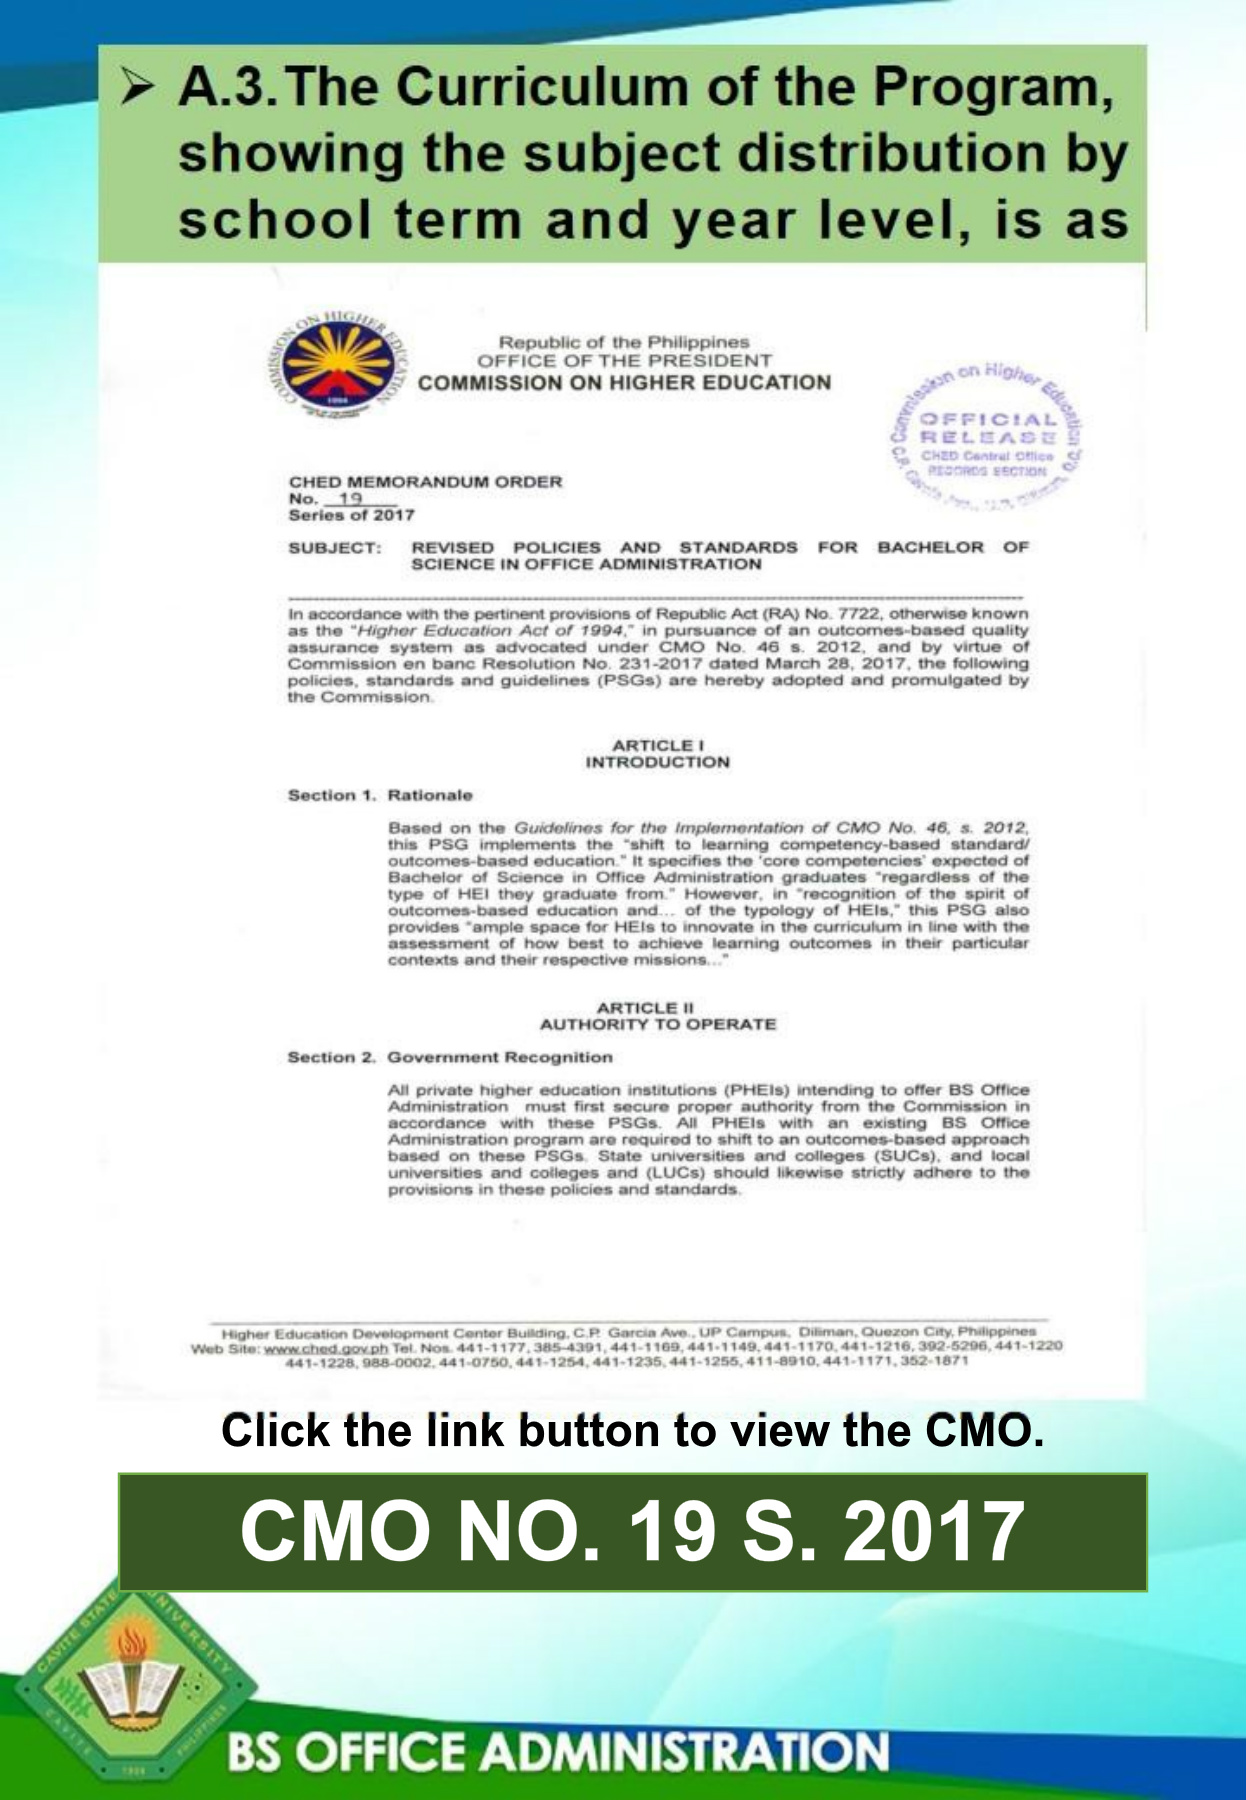 ➢ A.3.The Curriculum of the Program,
showing the subject distribution by
school term and year level, is as
COMMISSION ON HIGHER EDUCATION
1994
Republic of the Philippines
OFFICE OF THE PRESIDENT
COMMISSION ON HIGHER EDUCATION
Commission on Higher Education
OFFICIAL
RELEASE
CHED Central Office
RECORDS SECTION
C.P. Garcia
CHED MEMORANDUM ORDER
No. 19
Series of 2017
SUBJECT: REVISED POLICIES AND STANDARDS FOR BACHELOR OF
SCIENCE IN OFFICE ADMINISTRATION
In accordance with the pertinent provisions of Republic Act (RA) No. 7722, otherwise known
as the "Higher Education Act of 1994," in pursuance of an outcomes-based quality
assurance system as advocated under CMO No. 46 s. 2012, and by virtue of
Commission en banc Resolution No. 231-2017 dated March 28, 2017, the following
policies, standards and guidelines (PSGs) are hereby adopted and promulgated by
the Commission.
ARTICLE I
INTRODUCTION
Section 1. Rationale
Based on the Guidelines for the Implementation of CMO No. 46, s. 2012,
this PSG implements the "shift to learning competency-based standard/
outcomes-based education." It specifies the 'core competencies' expected of
Bachelor of Science in Office Administration graduates "regardless of the
type of HEI they graduate from." However, in "recognition of the spirit of
outcomes-based education and... of the typology of HEIs," this PSG also
provides "ample space for HEIs to innovate in the curriculum in line with the
assessment of how best to achieve learning outcomes in their particular
contexts and their respective missions..."
ARTICLE II
AUTHORITY TO OPERATE
Section 2. Government Recognition
All private higher education institutions (PHEIs) intending to offer BS Office
Administration must first secure proper authority from the Commission in
accordance with these PSGs. All PHEIs with an existing BS Office
Administration program are required to shift to an outcomes-based approach
based on these PSGs. State universities and colleges (SUCs), and local
universities and colleges and (LUCs) should likewise strictly adhere to the
provisions in these policies and standards.
Higher Education Development Center Building, C.P. Garcia Ave., UP Campus, Diliman, Quezon City, Philippines
Web Site: www.ched.gov.ph Tel. Nos. 441-1177, 385-4391, 441-1169, 441-1149, 441-1170, 441-1216, 392-5296, 441-1220
441-1228, 988-0002, 441-0750, 441-1254, 441-1235, 441-1255, 411-8910, 441-1171, 352-1871
Click the link button to view the CMO.
CMO NO. 19 S. 2017
CAVITE STATE UNIVERSITY
CAVITE PHILIPPINES
BS OFFICE ADMINISTRATION